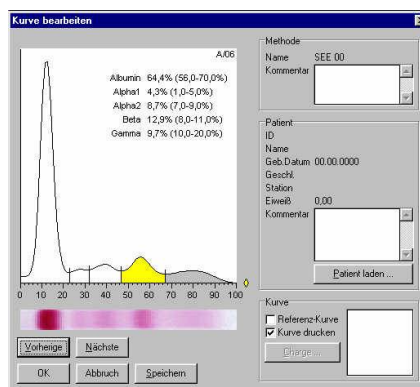 Kurve bearbeiten
A/06
Albumin 64,4% (56,0-70,0%)
Alpha1 4,3% (1,0-5,0%)
Alpha2 8,7% (7,0-9,0%)
Beta 12,9% (8,0-11,0%)
Gamma 9,7% (10,0-20,0%)
0 10 20 30 40 50 60 70 80 90 100
Vorherige Nächste
OK Abbruch Speichern
Methode
Name SEE 00
Kommentar
Patient
ID
Name
Geb.Datum 00.00.0000
Geschl.
Station
Eiweiß 0,00
Kommentar
Patient laden ...
Kurve
Referenz-Kurve
Kurve drucken
Charge ...